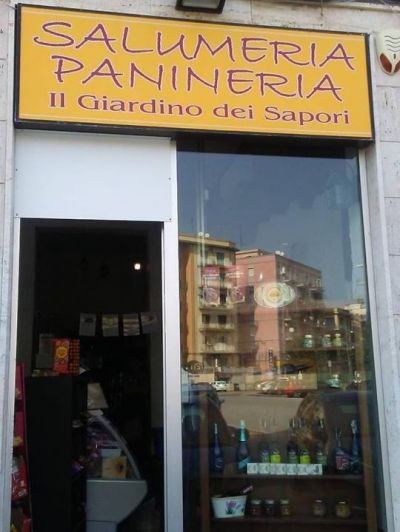 SALUMERIA
PANINERIA
Il Giardino dei Sapori